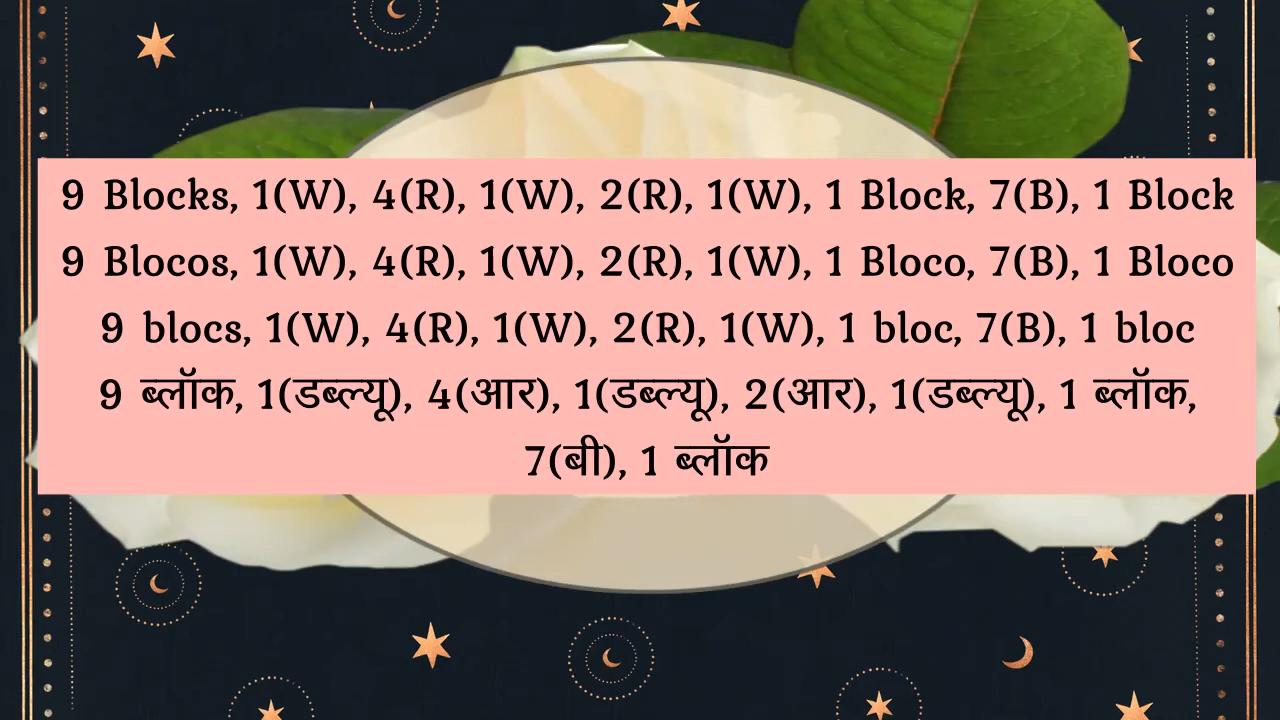 9 Blocks, 1(W), 4(R), 1(W), 2(R), 1(W), 1 Block, 7(B), 1 Block
9 Blocos, 1(W), 4(R), 1(W), 2(R), 1(W), 1 Bloco, 7(B), 1 Bloco
9 blocs, 1(W), 4(R), 1(W), 2(R), 1(W), 1 bloc, 7(B), 1 bloc
9 ब्लॉक, 1(डब्ल्यू), 4(आर), 1(डब्ल्यू), 2(आर), 1(डब्ल्यू), 1 ब्लॉक,
7(बी), 1 ब्लॉक